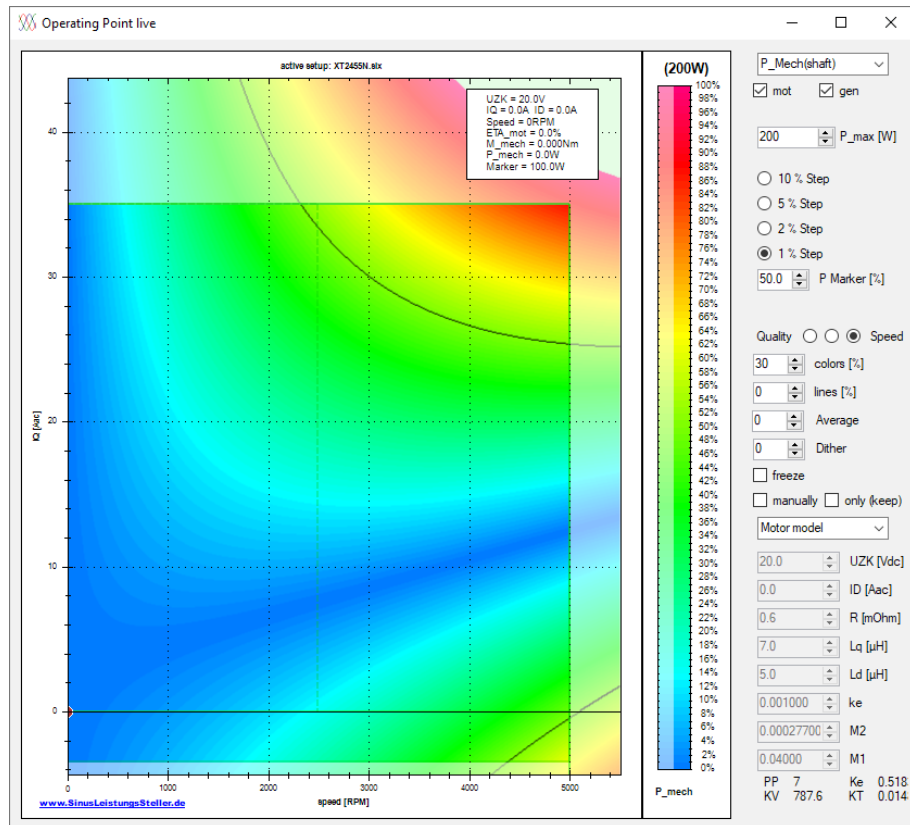 Operating Point live
active setup: XT2455N.slx
UZK = 20.0V
IQ = 0.0A ID = 0.0A
Speed = 0RPM
ETA_mot = 0.0%
M_mech = 0.000Nm
P_mech = 0.0W
Marker = 100.0W
40
30
20
10
0
IQ [Aac]
0
1000
2000
3000
4000
5000
speed [RPM]
www.SinusLeistungsSteller.de
(200W)
100%
98%
96%
94%
92%
90%
88%
86%
84%
82%
80%
78%
76%
74%
72%
70%
68%
66%
64%
62%
60%
58%
56%
54%
52%
50%
48%
46%
44%
42%
40%
38%
36%
34%
32%
30%
28%
26%
24%
22%
20%
18%
16%
14%
12%
10%
8%
6%
4%
2%
0%
P_mech
P_Mech(shaft)
mot gen
200 P_max [W]
10 % Step
5 % Step
2 % Step
1 % Step
50.0 P Marker [%]
Quality Speed
30 colors [%]
0 lines [%]
0 Average
0 Dither
freeze
manually only (keep)
Motor model
20.0 UZK [Vdc]
0.0 ID [Aac]
0.6 R [mOhm]
7.0 Lq [µH]
5.0 Ld [µH]
0.001000 ke
0.00027700 M2
0.04000 M1
PP 7 Ke 0.518
KV 787.6 KT 0.014